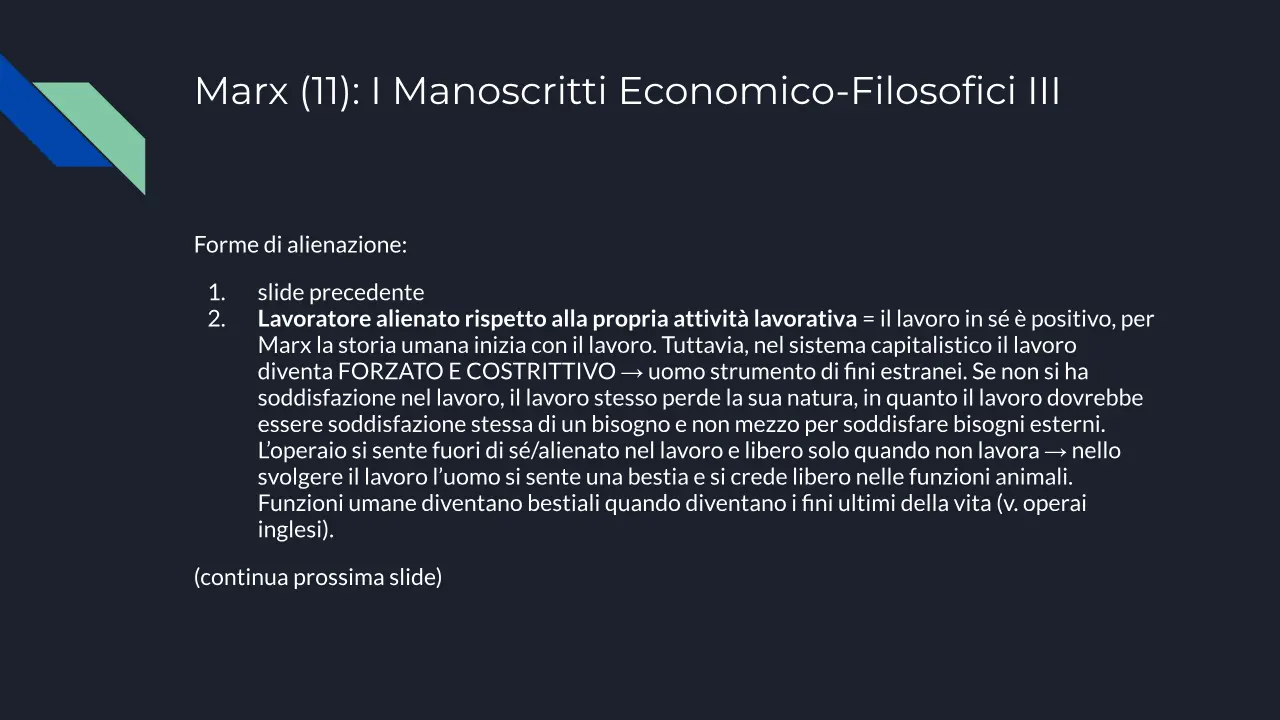 Marx (11): I Manoscritti Economico-Filosofici III
Forme di alienazione:
1. slide precedente
2. Lavoratore alienato rispetto alla propria attività lavorativa = il lavoro in sé è positivo, per
Marx la storia umana inizia con il lavoro. Tuttavia, nel sistema capitalistico il lavoro
diventa FORZATO E COSTRITTIVO → uomo strumento di fini estranei. Se non si ha
soddisfazione nel lavoro, il lavoro stesso perde la sua natura, in quanto il lavoro dovrebbe
essere soddisfazione stessa di un bisogno e non mezzo per soddisfare bisogni esterni.
L’operaio si sente fuori di sé/alienato nel lavoro e libero solo quando non lavora → nello
svolgere il lavoro l’uomo si sente una bestia e si crede libero nelle funzioni animali.
Funzioni umane diventano bestiali quando diventano i fini ultimi della vita (v. operai
inglesi).
(continua prossima slide)